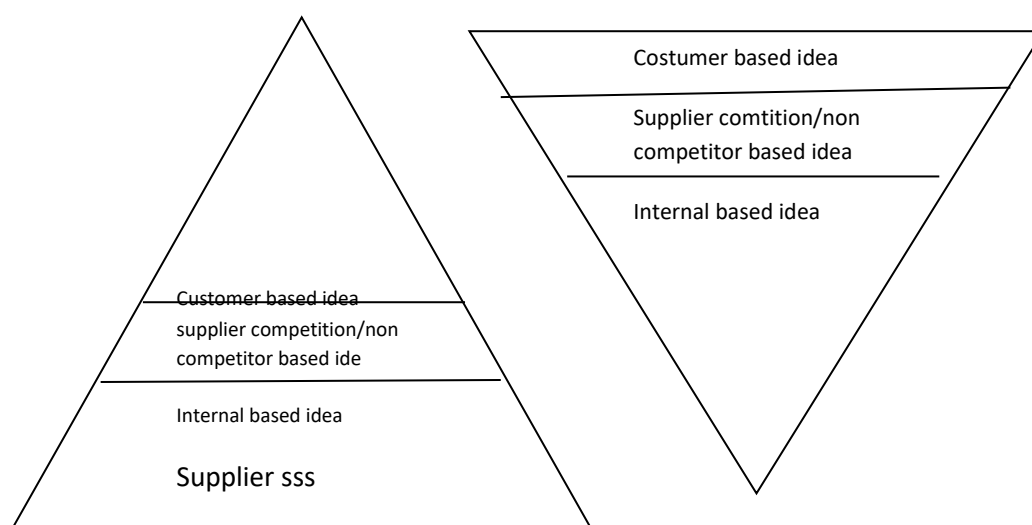 Costumer based idea
Supplier comtition/non
competitor based idea
Internal based idea
Customer based idea
supplier competition/non
competitor based ide
Internal based idea
Supplier sss